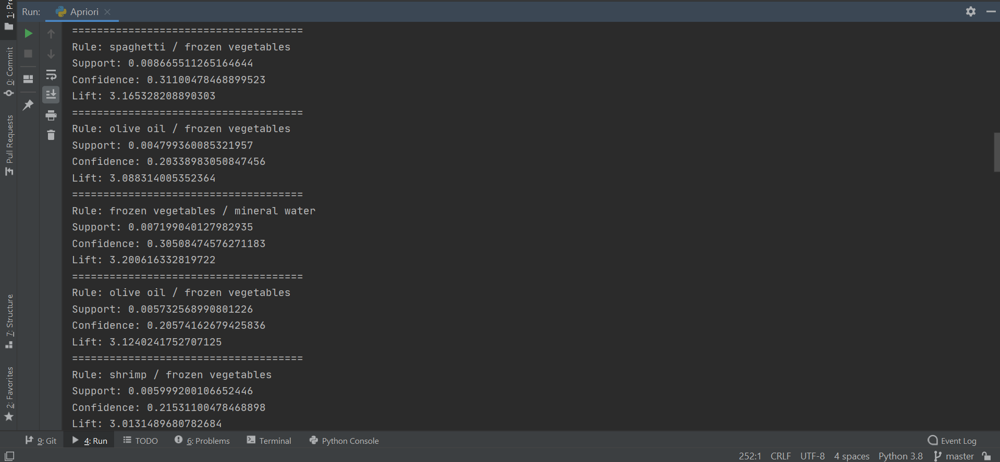 Run: Apriori
=====================================
Rule: spaghetti / frozen vegetables
Support: 0.008665511265164644
Confidence: 0.31100478468899523
Lift: 3.165328208890303
=====================================
Rule: olive oil / frozen vegetables
Support: 0.004799360085321957
Confidence: 0.20338983050847456
Lift: 3.088314005352364
=====================================
Rule: frozen vegetables / mineral water
Support: 0.007199040127982935
Confidence: 0.30508474576271183
Lift: 3.200616332819722
=====================================
Rule: olive oil / frozen vegetables
Support: 0.005732568990801226
Confidence: 0.20574162679425836
Lift: 3.1240241752707125
=====================================
Rule: shrimp / frozen vegetables
Support: 0.005999200106652446
Confidence: 0.21531100478468898
Lift: 3.0131489680782684
0: Commit
Pull Requests
7: Structure
2: Favorites
9: Git 4: Run TODO 6: Problems Terminal Python Console Event Log
252:1 CRLF UTF-8 4 spaces Python 3.8 master